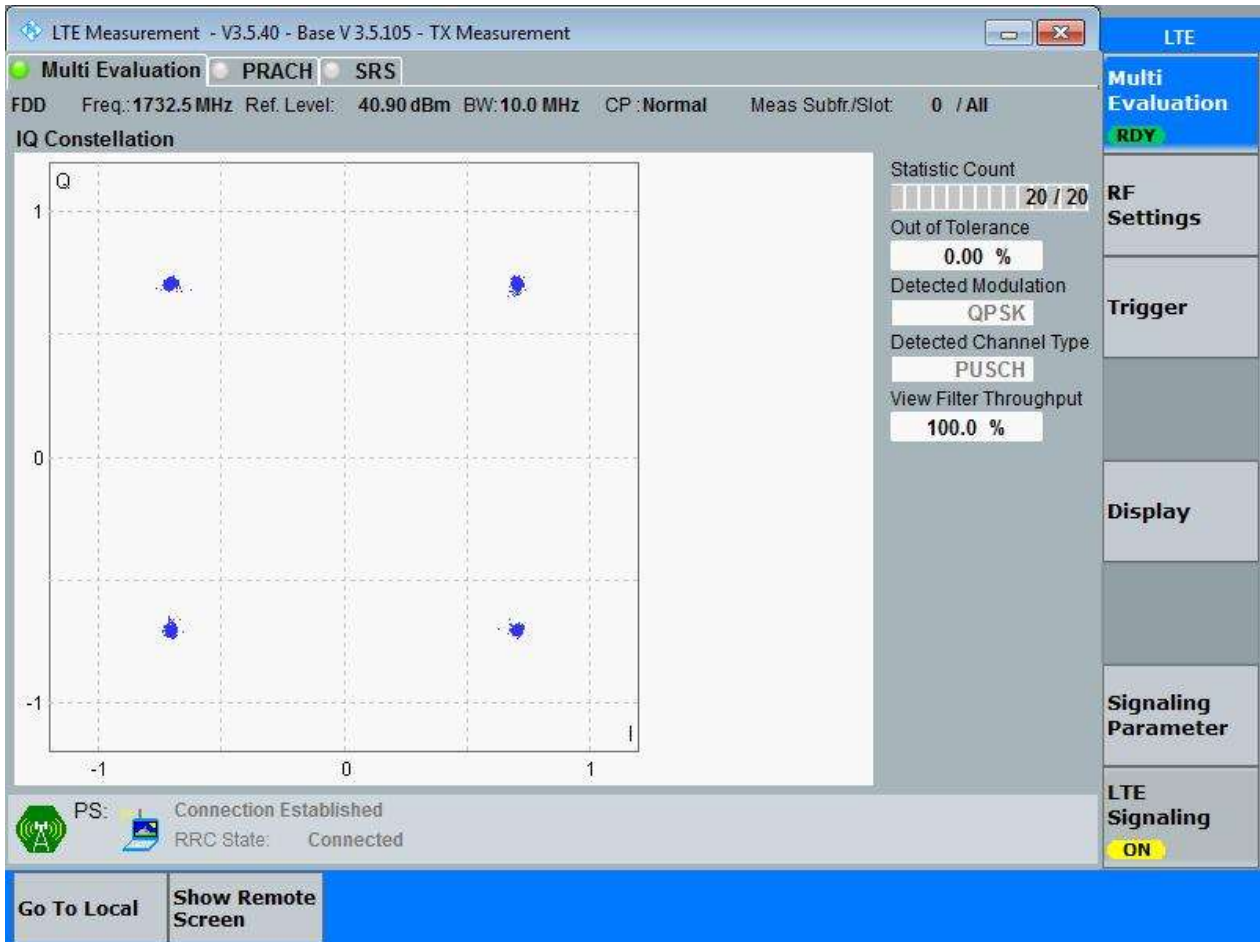 LTE Measurement - V3.5.40 - Base V 3.5.105 - TX Measurement
Multi Evaluation PRACH SRS
FDD Freq.: 1732.5 MHz Ref. Level: 40.90 dBm BW: 10.0 MHz CP : Normal Meas Subfr./Slot: 0 / All
IQ Constellation
Q
1
0
-1
I
-1 0 1
Statistic Count
20 / 20
Out of Tolerance
0.00 %
Detected Modulation
QPSK
Detected Channel Type
PUSCH
View Filter Throughput
100.0 %
PS: Connection Established
RRC State: Connected
LTE
Multi
Evaluation
RDY
RF
Settings
Trigger
Display
Signaling
Parameter
LTE
Signaling
ON
Go To Local
Show Remote
Screen